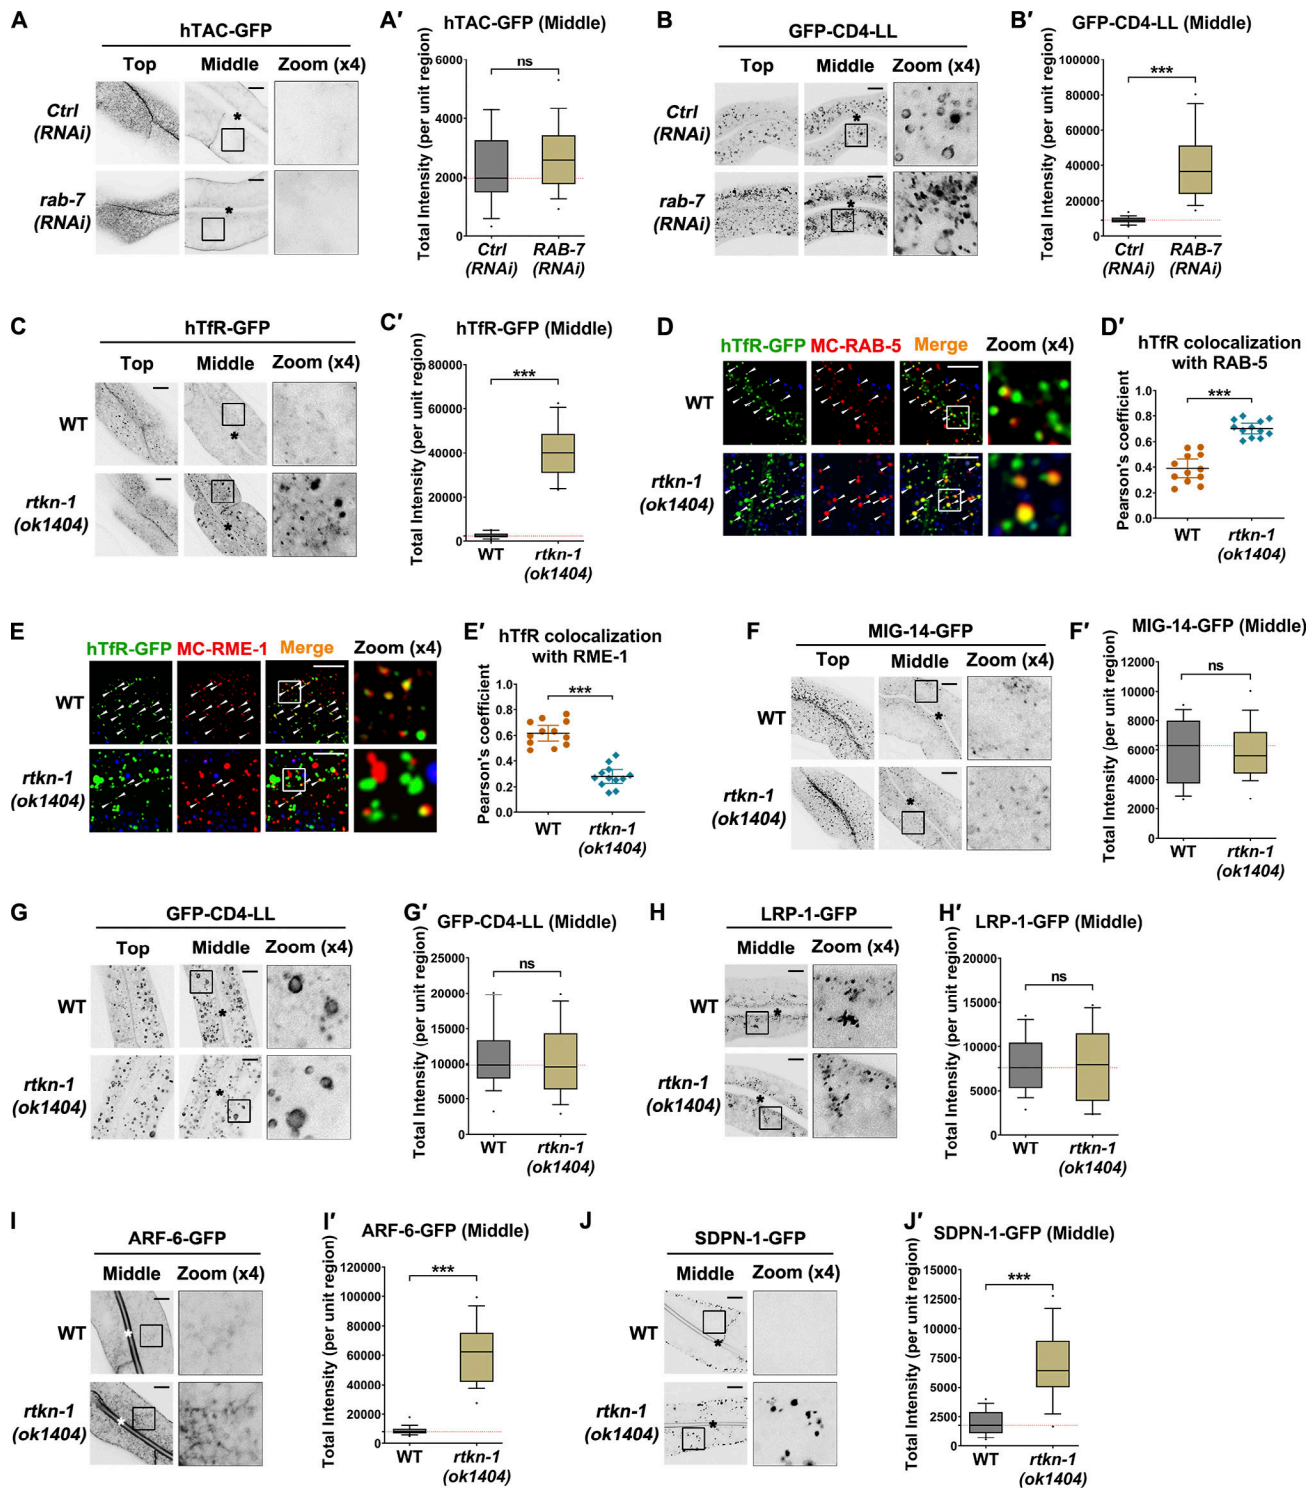 A
hTAC-GFP
Top Middle Zoom (x4)
Ctrl
(RNAi)
rab-7
(RNAi)
*
*
A′
hTAC-GFP (Middle)
Total Intensity (per unit region)
6000
4000
2000
0
ns
Ctrl
(RNAi)
RAB-7
(RNAi)
B
GFP-CD4-LL
Top Middle Zoom (x4)
Ctrl
(RNAi)
rab-7
(RNAi)
*
*
B′
GFP-CD4-LL (Middle)
Total Intensity (per unit region)
100000
80000
60000
40000
20000
0
***
Ctrl
(RNAi)
RAB-7
(RNAi)
C
hTfR-GFP
Top Middle Zoom (x4)
WT
rtkn-1
(ok1404)
*
*
C′
hTfR-GFP (Middle)
Total Intensity (per unit region)
80000
60000
40000
20000
0
***
WT
rtkn-1
(ok1404)
D
hTfR-GFP MC-RAB-5 Merge Zoom (x4)
WT
rtkn-1
(ok1404)
D′
hTfR colocalization
with RAB-5
Pearson's coefficient
1.0
0.8
0.6
0.4
0.2
0.0
***
WT
rtkn-1
(ok1404)
E
hTfR-GFP MC-RME-1 Merge Zoom (x4)
WT
rtkn-1
(ok1404)
E′
hTfR colocalization
with RME-1
Pearson's coefficient
1.0
0.8
0.6
0.4
0.2
0.0
***
WT
rtkn-1
(ok1404)
F
MIG-14-GFP
Top Middle Zoom (x4)
WT
rtkn-1
(ok1404)
*
*
F′
MIG-14-GFP (Middle)
Total Intensity (per unit region)
12000
10000
8000
6000
4000
2000
0
ns
WT
rtkn-1
(ok1404)
G
GFP-CD4-LL
Top Middle Zoom (x4)
WT
rtkn-1
(ok1404)
*
*
G′
GFP-CD4-LL (Middle)
Total Intensity (per unit region)
25000
20000
15000
10000
5000
0
ns
WT
rtkn-1
(ok1404)
H
LRP-1-GFP
Middle Zoom (x4)
WT
rtkn-1
(ok1404)
*
*
H′
LRP-1-GFP (Middle)
Total Intensity (per unit region)
20000
15000
10000
5000
0
ns
WT
rtkn-1
(ok1404)
I
ARF-6-GFP
Middle Zoom (x4)
WT
rtkn-1
(ok1404)
*
*
I′
ARF-6-GFP (Middle)
Total Intensity (per unit region)
120000
100000
80000
60000
40000
20000
0
***
WT
rtkn-1
(ok1404)
J
SDPN-1-GFP
Middle Zoom (x4)
WT
rtkn-1
(ok1404)
*
*
J′
SDPN-1-GFP (Middle)
Total Intensity (per unit region)
15000
12500
10000
7500
5000
2500
0
***
WT
rtkn-1
(ok1404)